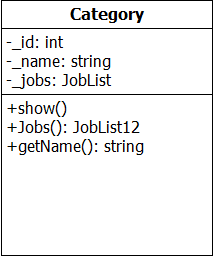 Category
-_id: int
-_name: string
-_jobs: JobList
+show()
+Jobs(): JobList12
+getName(): string